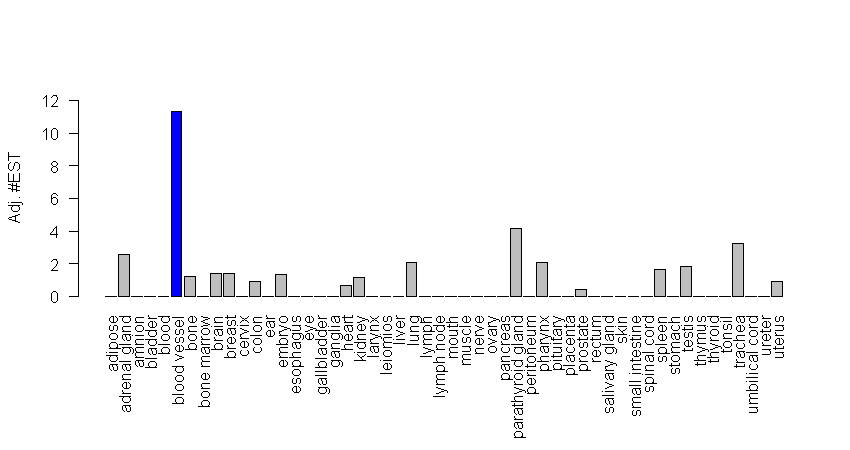 Adj. #EST
12
10
8
6
4
2
0
adipose
adrenal gland
amnion
bladder
blood
blood vessel
bone
bone marrow
brain
breast
cervix
colon
ear
embryo
esophagus
eye
gallbladder
ganglia
heart
kidney
larynx
leiomios
liver
lung
lymph
lymph node
mouth
muscle
nerve
ovary
pancreas
parathyroid gland
peritoneum
pharynx
pituitary
placenta
prostate
rectum
salivary gland
skin
small intestine
spinal cord
spleen
stomach
testis
thymus
thyroid
tonsil
trachea
umbilical cord
ureter
uterus